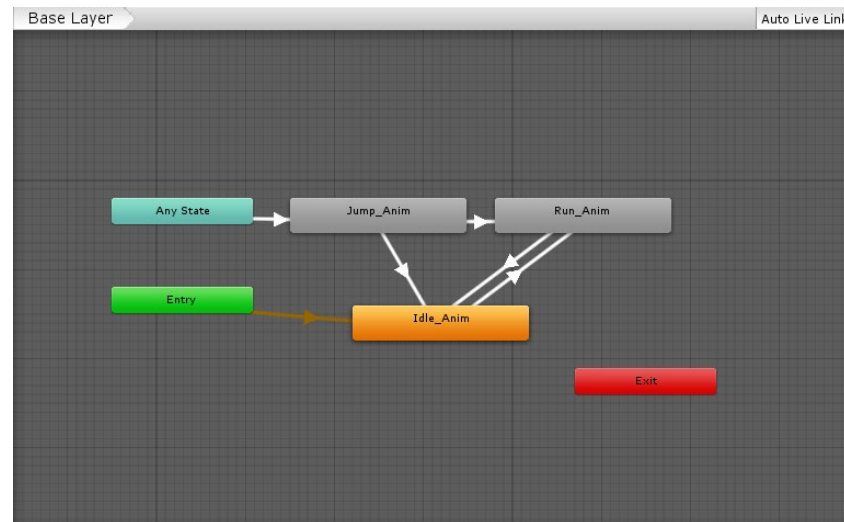 Base Layer
Auto Live Link
Any State
Jump_Anim
Run_Anim
Entry
Idle_Anim
Exit